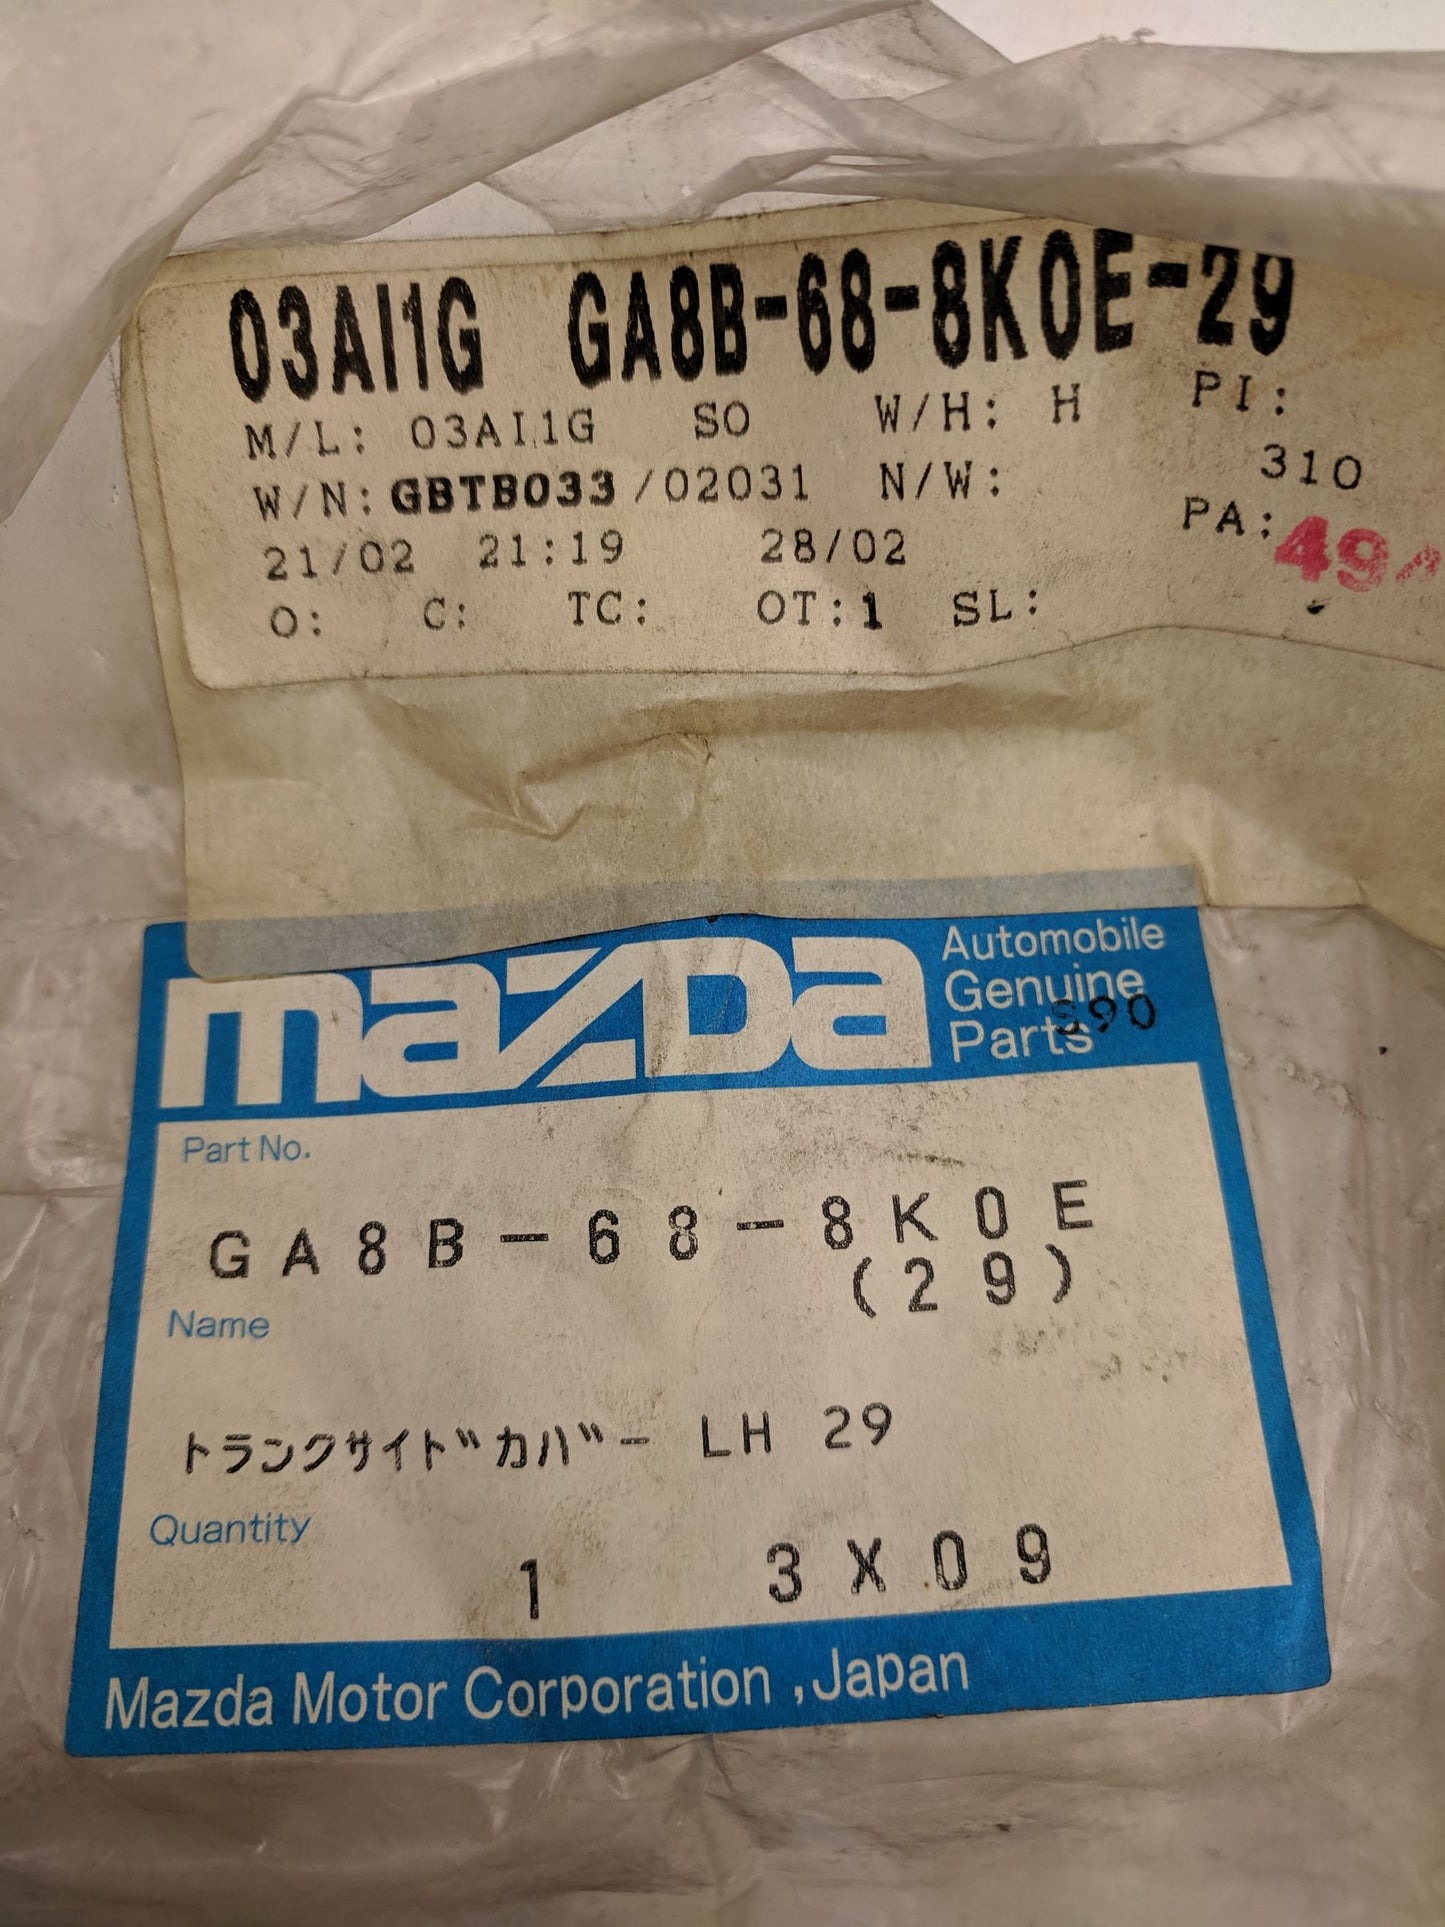 03AI1G GA8B-68-8K0E-29
M/L: 03AI1G SO W/H: H PI:
310
W/N: GBTB033/02031 N/W:
PA:
21/02 21:19 28/02
O: C: TC: OT:1 SL:
mazda
Automobile
Genuine
Parts
S90
Part No.
GA8B-68-8K0E
(29)
Name
トランクサイド゛カバ゛- LH 29
Quantity
1 3X09
Mazda Motor Corporation ,Japan